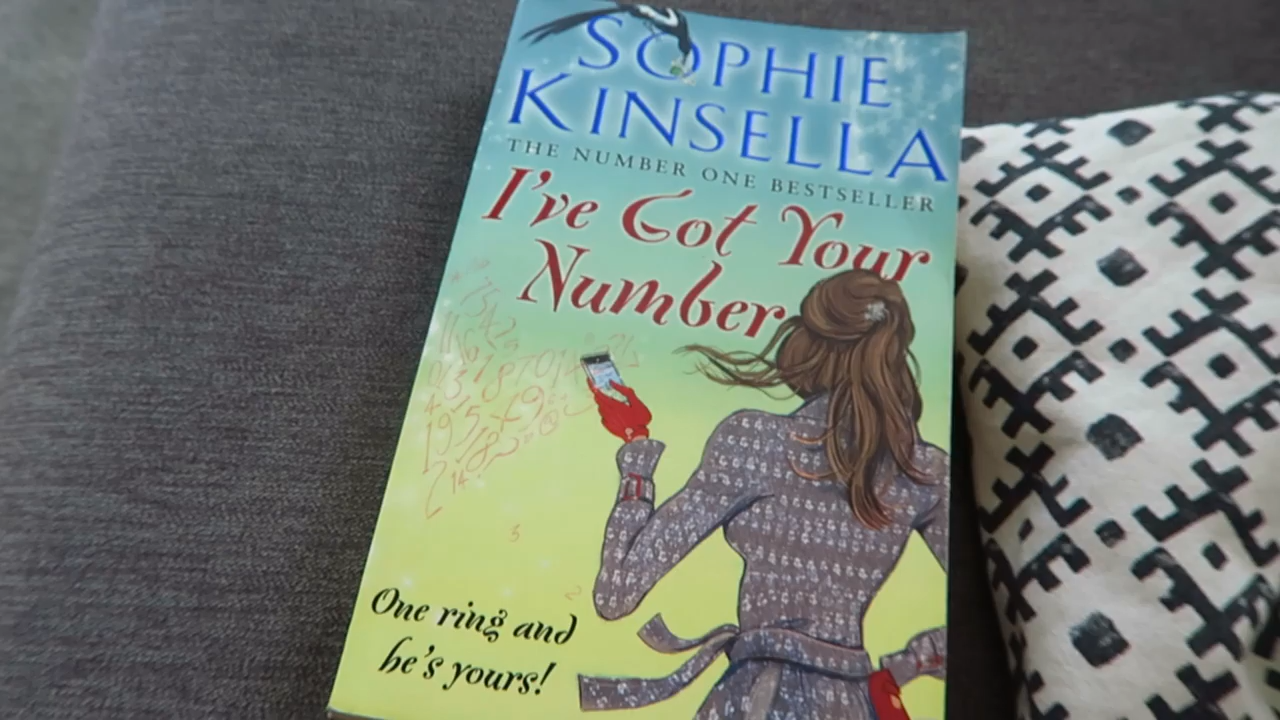 SOPHIE
KINSELLA
THE NUMBER ONE BESTSELLER
I've Got Your
Number
One ring and
he's yours!